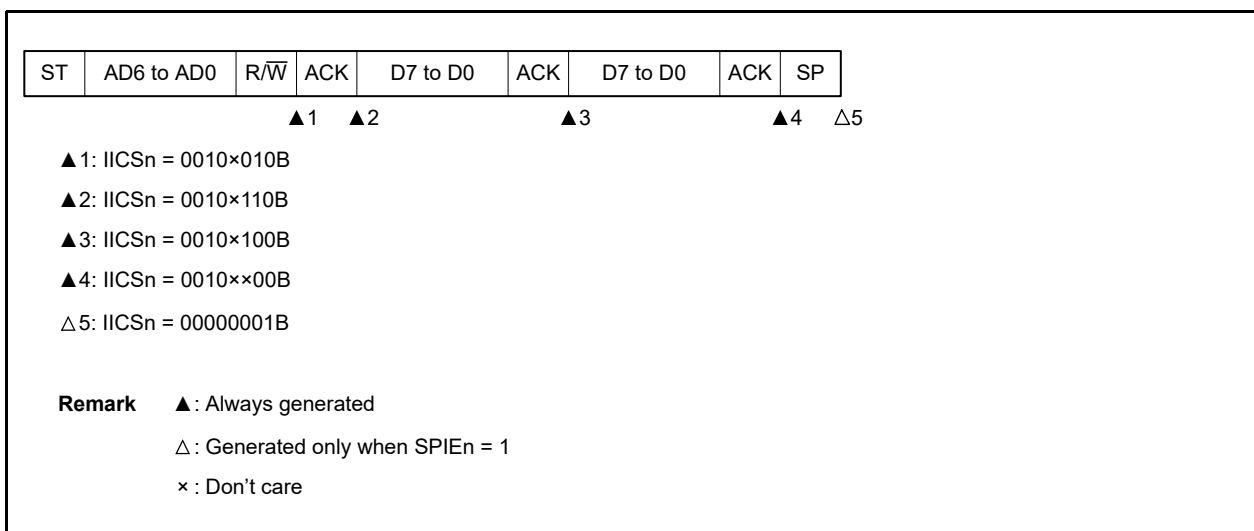 ST AD6 to AD0 R/W̅ ACK D7 to D0 ACK D7 to D0 ACK SP
▲1 ▲2 ▲3 ▲4 △5
▲1: IICSn = 0010×010B
▲2: IICSn = 0010×110B
▲3: IICSn = 0010×100B
▲4: IICSn = 0010××00B
△5: IICSn = 00000001B
Remark ▲: Always generated
△: Generated only when SPIEn = 1
×: Don't care